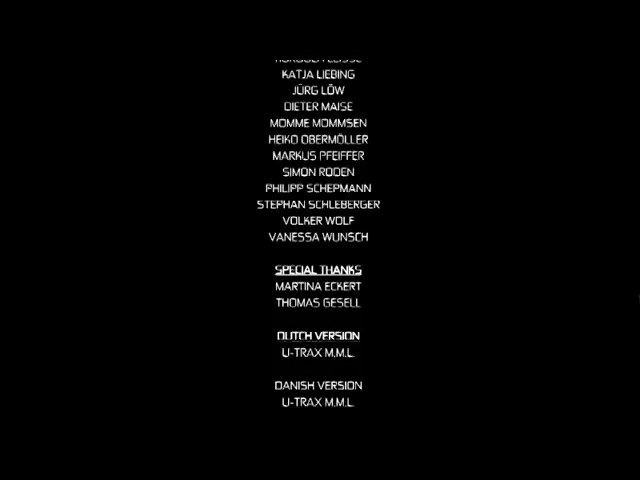 KATJA LIEBING
JÜRG LÖW
DIETER MAISE
MOMME MOMMSEN
HEIKO OBERMÖLLER
MARKUS PFEIFFER
SIMON RODEN
PHILIPP SCHEPMANN
STEPHAN SCHLEBERGER
VOLKER WOLF
VANESSA WUNSCH
SPECIAL THANKS
MARTINA ECKERT
THOMAS GESELL
DUTCH VERSION
U-TRAX M.M.L.
DANISH VERSION
U-TRAX M.M.L.